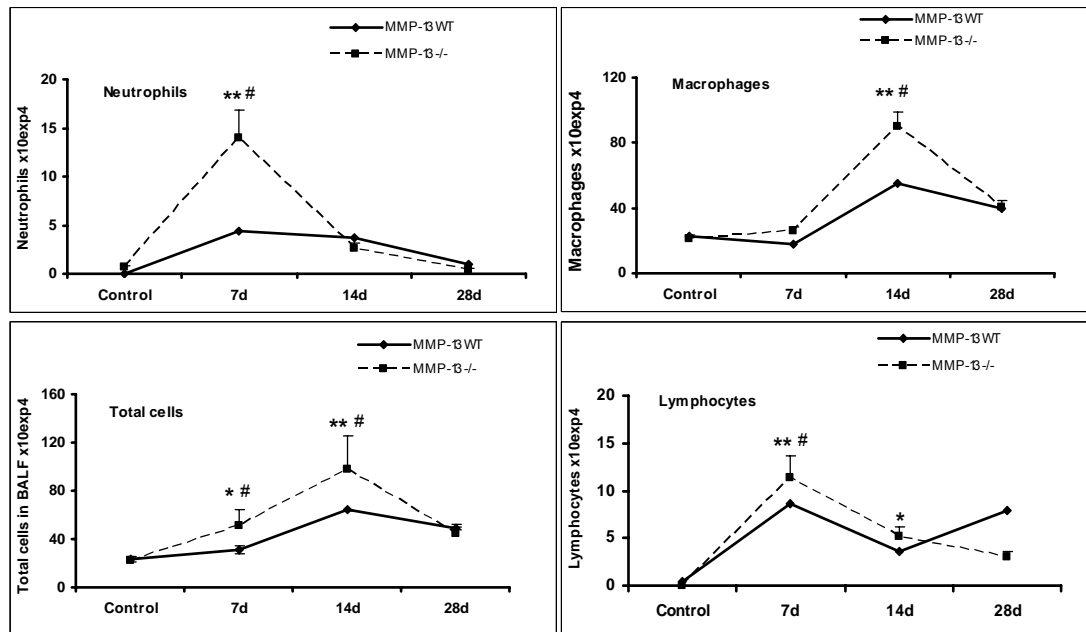 MMP-13WT
MMP-13-/-
Neutrophils
** #
20
15
10
5
0
Neutrophils x10exp4
Control 7d 14d 28d
MMP-13WT
MMP-13-/-
Macrophages
** #
120
80
40
0
Macrophages x10exp4
Control 7d 14d 28d
MMP-13WT
MMP-13-/-
Total cells
* #
** #
160
120
80
40
0
Total cells in BALF x10exp4
Control 7d 14d 28d
MMP-13WT
MMP-13-/-
Lymphocytes
** #
*
20
15
10
5
0
Lymphocytes x10exp4
Control 7d 14d 28d